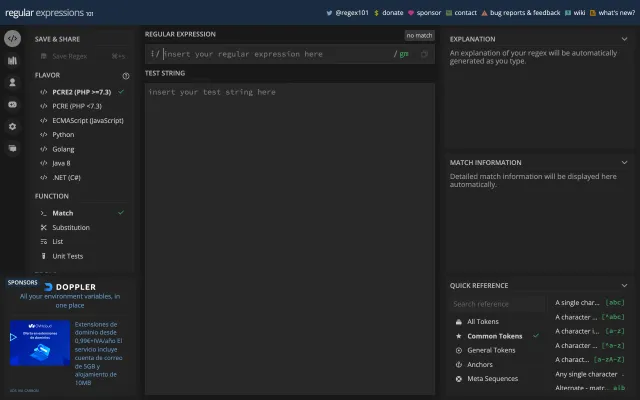 regular expressions 101
@regex101
$ donate
sponsor
contact
bug reports & feedback
wiki
what's new?
SAVE & SHARE
Save Regex
FLAVOR
</> PCRE2 (PHP >=7.3)
</> PCRE (PHP <7.3)
</> ECMAScript (JavaScript)
</> Python
</> Golang
</> Java 8
</> .NET (C#)
FUNCTION
>_ Match
Substitution
List
Unit Tests
SPONSORS
DOPPLER
All your environment variables, in
one place
Extensiones de
dominio desde
0,99€+IVA/año El
servicio incluye
cuenta de correo
de 5GB y
alojamiento de
10MB
REGULAR EXPRESSION
no match
/ insert your regular expression here / gm
TEST STRING
insert your test string here
EXPLANATION
An explanation of your regex will be automatically
generated as you type.
MATCH INFORMATION
Detailed match information will be displayed here
automatically.
QUICK REFERENCE
Search reference
All Tokens
Common Tokens
General Tokens
Anchors
Meta Sequences
A single char... [abc]
A character ... [^abc]
A character i... [a-z]
A character ... [^a-z]
A charact... [a-zA-Z]
Any single character .
Alternate - matr... a|b